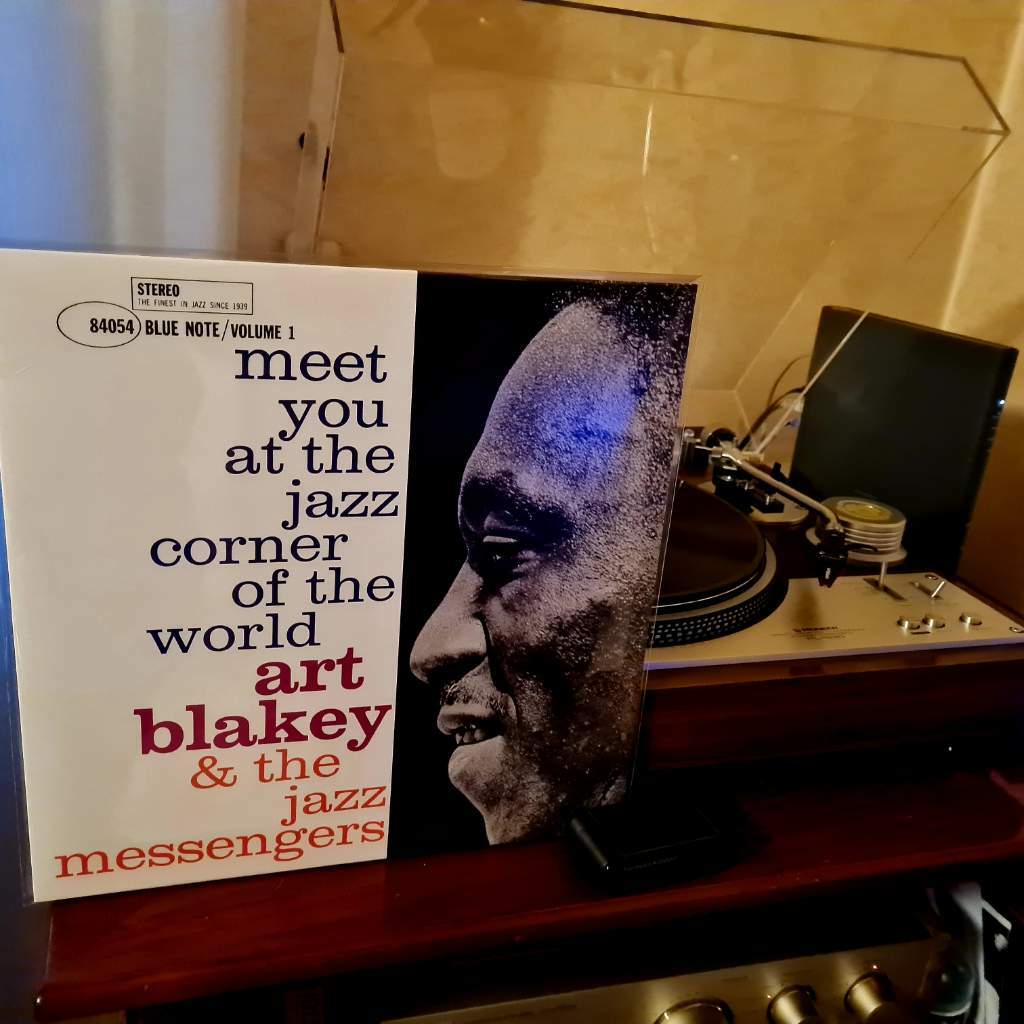 STEREO
THE FINEST IN JAZZ SINCE 1939
84054 BLUE NOTE/VOLUME 1
meet
you
at the
jazz
corner
of the
world
art
blakey
& the
jazz
messengers